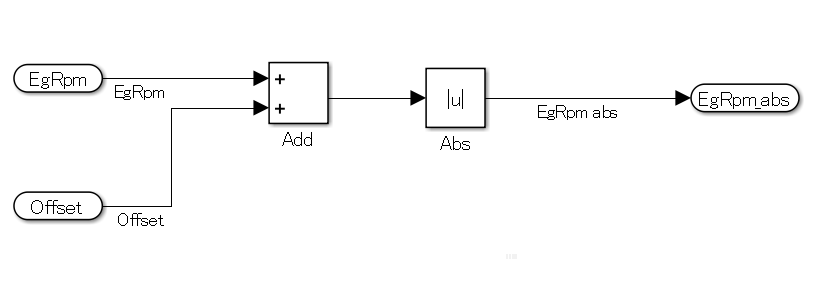 EgRpm
EgRpm
+
+
Add
|u|
Abs
EgRpm abs
EgRpm_abs
Offset
Offset